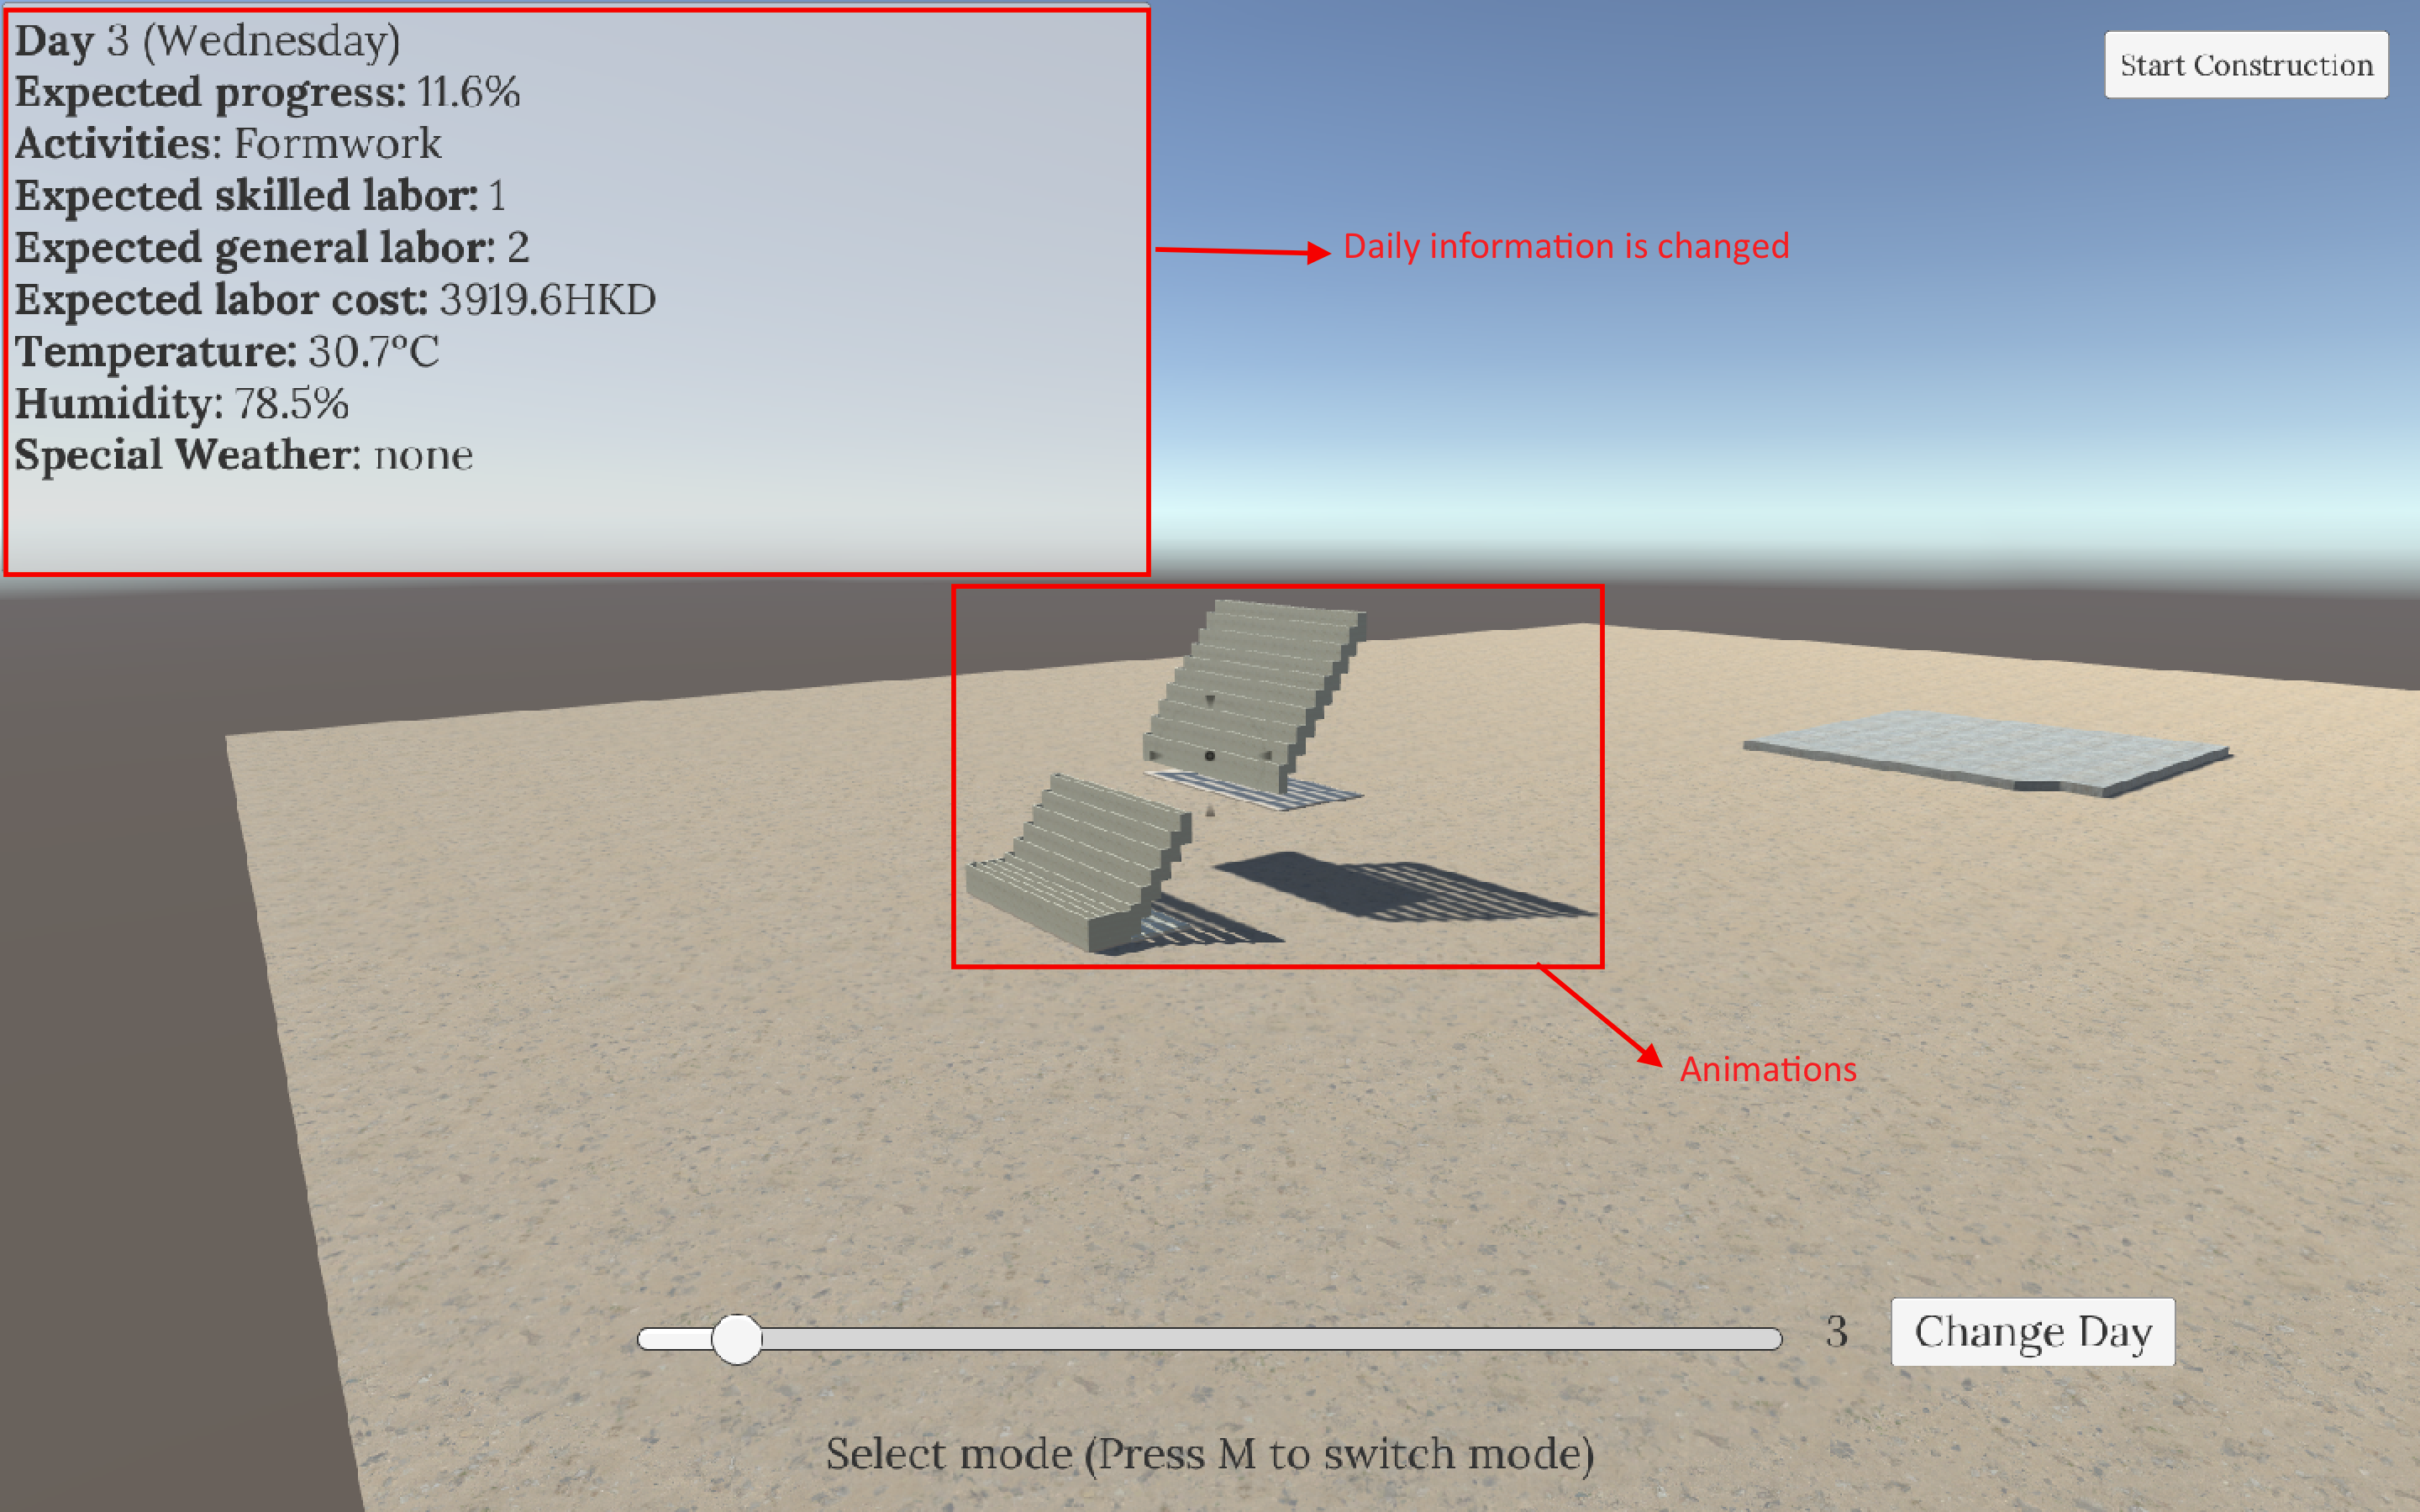 Day 3 (Wednesday)
Expected progress: 11.6%
Activities: Formwork
Expected skilled labor: 1
Expected general labor: 2
Expected labor cost: 3919.6HKD
Temperature: 30.7°C
Humidity: 78.5%
Special Weather: none
Start Construction
Daily information is changed
Animations
3
Change Day
Select mode (Press M to switch mode)